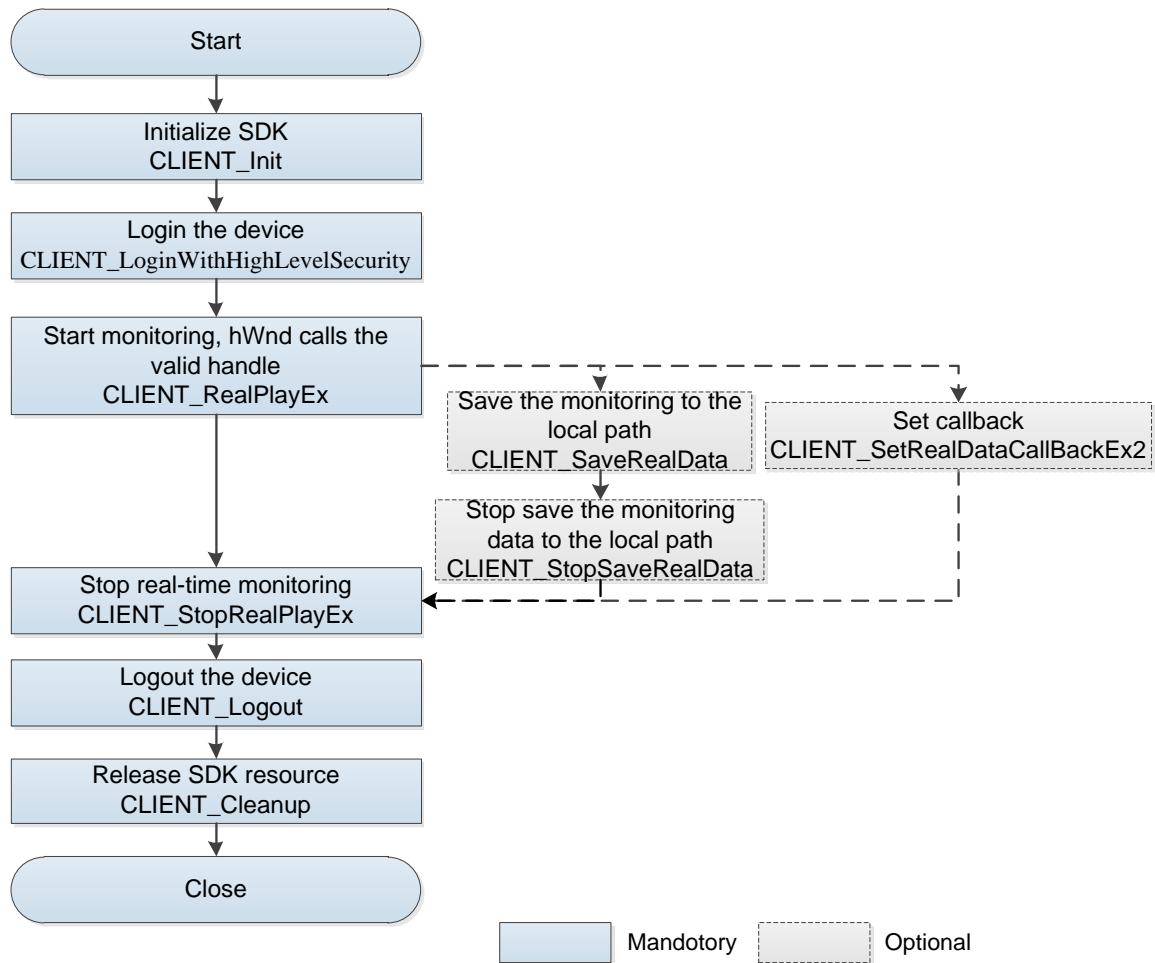 Start
Initialize SDK
CLIENT_Init
Login the device
CLIENT_LoginWithHighLevelSecurity
Start monitoring, hWnd calls the
valid handle
CLIENT_RealPlayEx
Save the monitoring to the
local path
CLIENT_SaveRealData
Set callback
CLIENT_SetRealDataCallBackEx2
Stop save the monitoring
data to the local path
CLIENT_StopSaveRealData
Stop real-time monitoring
CLIENT_StopRealPlayEx
Logout the device
CLIENT_Logout
Release SDK resource
CLIENT_Cleanup
Close
Mandotory
Optional